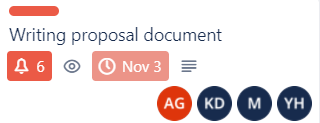 Writing proposal document
6 Nov 3
AG KD M YH